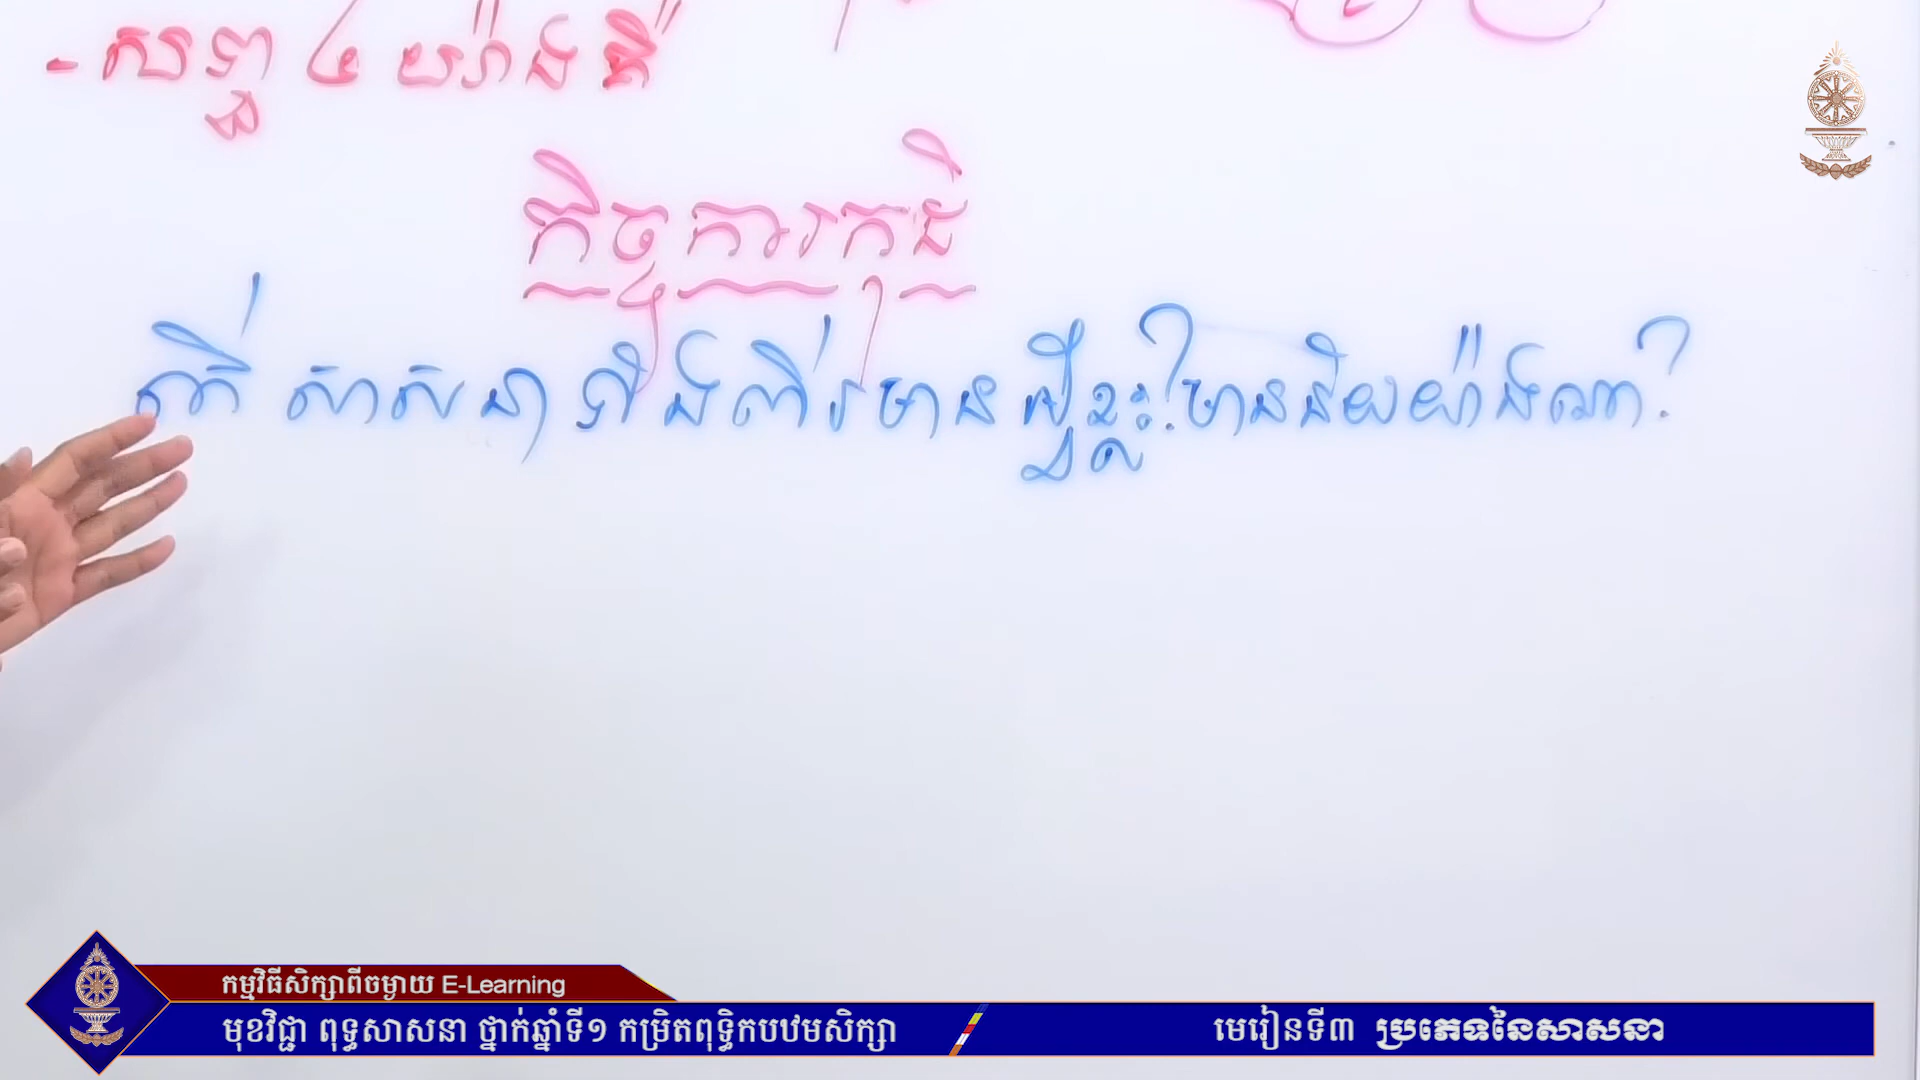 - សព្ទ ៤ យ៉ាងគឺ៖
កិច្ចការកុដិ
តើ សាសនាទាំងពីរមានអ្វីខ្លះ? មានន័យយ៉ាងណា?
កម្មវិធីសិក្សាពីចម្ងាយ E-Learning
មុខវិជ្ជា ពុទ្ធសាសនា ថ្នាក់ឆ្នាំទី១ កម្រិតពុទ្ធិកបឋមសិក្សា
មេរៀនទី៣ ប្រភេទនៃសាសនា